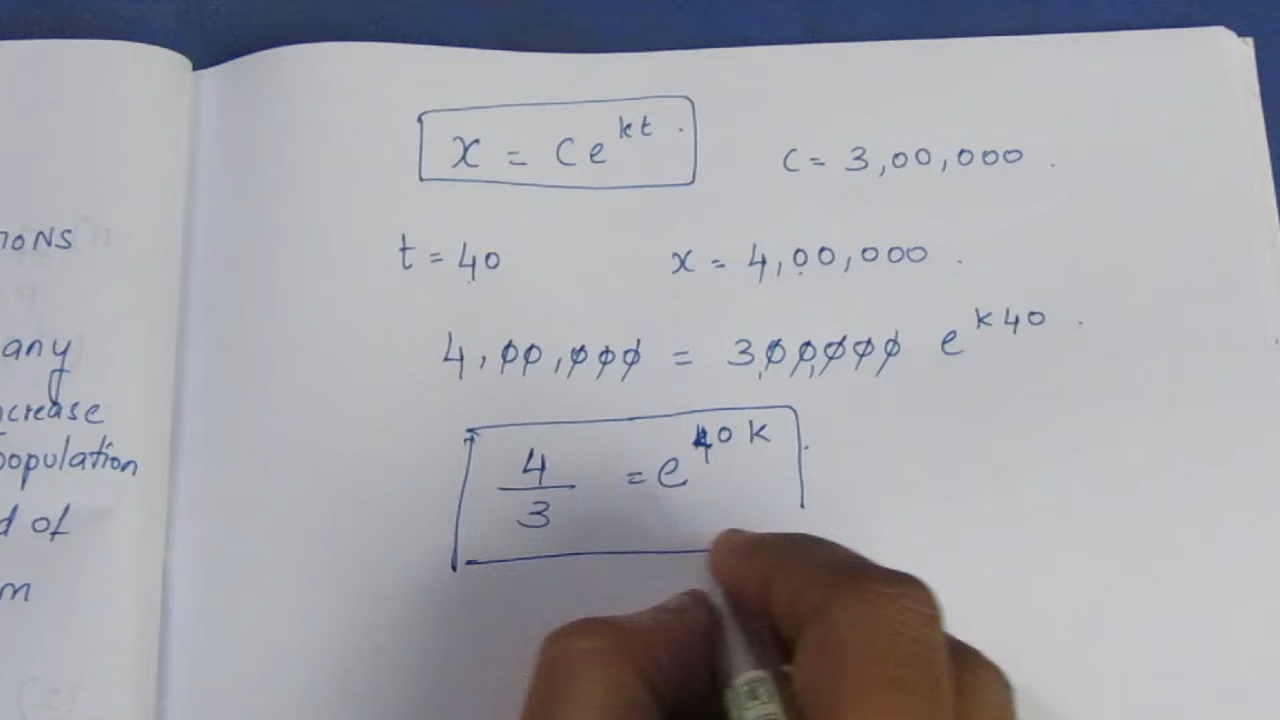 IONS
any
crease
population
d of
m
x = Ce^kt. C = 3,00,000.
t = 40 x = 4,00,000.
4,00,000 = 3,00,000 e^k40.
4/3 = e^40k